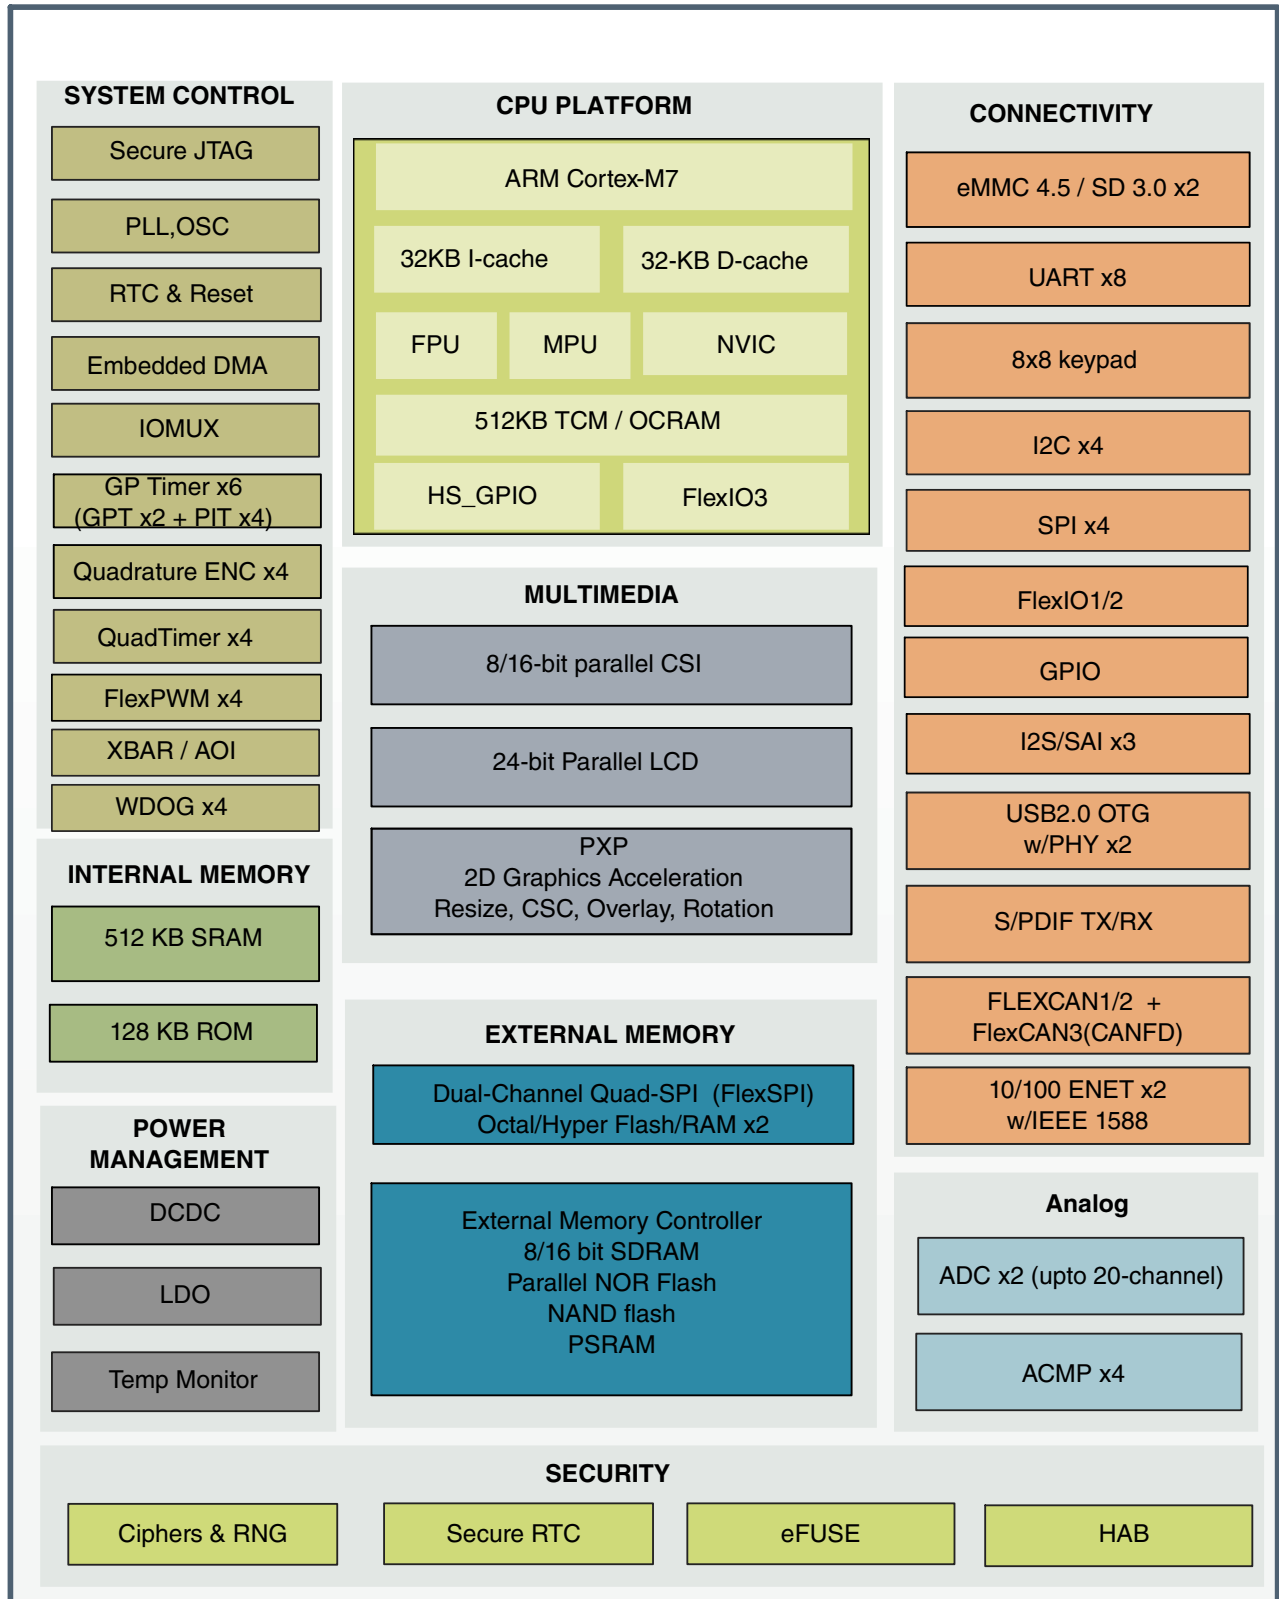 SYSTEM CONTROL
Secure JTAG
PLL,OSC
RTC & Reset
Embedded DMA
IOMUX
GP Timer x6
(GPT x2 + PIT x4)
Quadrature ENC x4
QuadTimer x4
FlexPWM x4
XBAR / AOI
WDOG x4
INTERNAL MEMORY
512 KB SRAM
128 KB ROM
POWER
MANAGEMENT
DCDC
LDO
Temp Monitor
CPU PLATFORM
ARM Cortex-M7
32KB I-cache
32-KB D-cache
FPU
MPU
NVIC
512KB TCM / OCRAM
HS_GPIO
FlexIO3
MULTIMEDIA
8/16-bit parallel CSI
24-bit Parallel LCD
PXP
2D Graphics Acceleration
Resize, CSC, Overlay, Rotation
EXTERNAL MEMORY
Dual-Channel Quad-SPI (FlexSPI)
Octal/Hyper Flash/RAM x2
External Memory Controller
8/16 bit SDRAM
Parallel NOR Flash
NAND flash
PSRAM
CONNECTIVITY
eMMC 4.5 / SD 3.0 x2
UART x8
8x8 keypad
I2C x4
SPI x4
FlexIO1/2
GPIO
I2S/SAI x3
USB2.0 OTG
w/PHY x2
S/PDIF TX/RX
FLEXCAN1/2 +
FlexCAN3(CANFD)
10/100 ENET x2
w/IEEE 1588
Analog
ADC x2 (upto 20-channel)
ACMP x4
SECURITY
Ciphers & RNG
Secure RTC
eFUSE
HAB